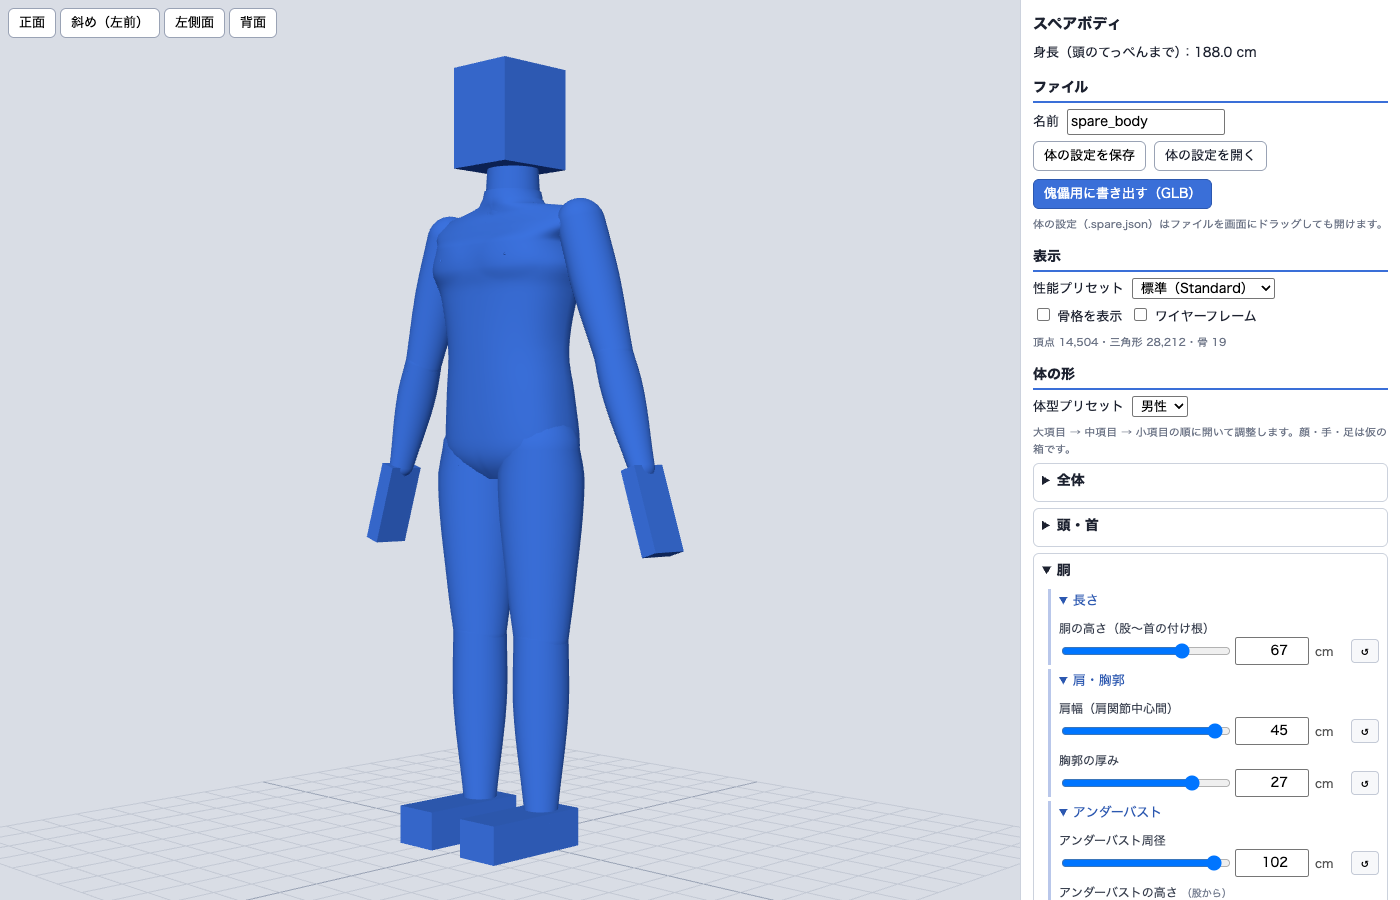 正面 斜め（左前） 左側面 背面
スペアボディ
身長（頭のてっぺんまで）：188.0 cm
ファイル
名前 spare_body
体の設定を保存 体の設定を開く
傀儡用に書き出す（GLB）
体の設定（.spare.json）はファイルを画面にドラッグしても開けます。
表示
性能プリセット 標準（Standard）
骨格を表示 ワイヤーフレーム
頂点 14,504・三角形 28,212・骨 19
体の形
体型プリセット 男性
大項目 → 中項目 → 小項目の順に開いて調整します。顔・手・足は仮の
箱です。
▶ 全体
▶ 頭・首
▼ 胴
▼ 長さ
胴の高さ（股〜首の付け根）
67 cm ↺
▼ 肩・胸郭
肩幅（肩関節中心間）
45 cm ↺
胸郭の厚み
27 cm ↺
▼ アンダーバスト
アンダーバスト周径
102 cm ↺
アンダーバストの高さ （股から）